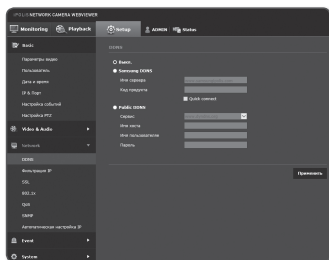 iPOLiS NETWORK CAMERA WEBVIEWER
Monitoring
Playback
Setup
ADMIN
Status
Basic
Параметры видео
Пользователь
Дата и время
IP & Порт
Настройка событий
Настройка PTZ
Video & Audio
Network
DDNS
Фильтрация IP
SSL
802.1x
QoS
SNMP
Автоматическая настройка IP
Event
System
DDNS
Выкл.
Samsung DDNS
Имя сервера
Код продукта
Quick connect
Public DDNS
Сервис
Имя хоста
Имя пользователя
Пароль
Применить